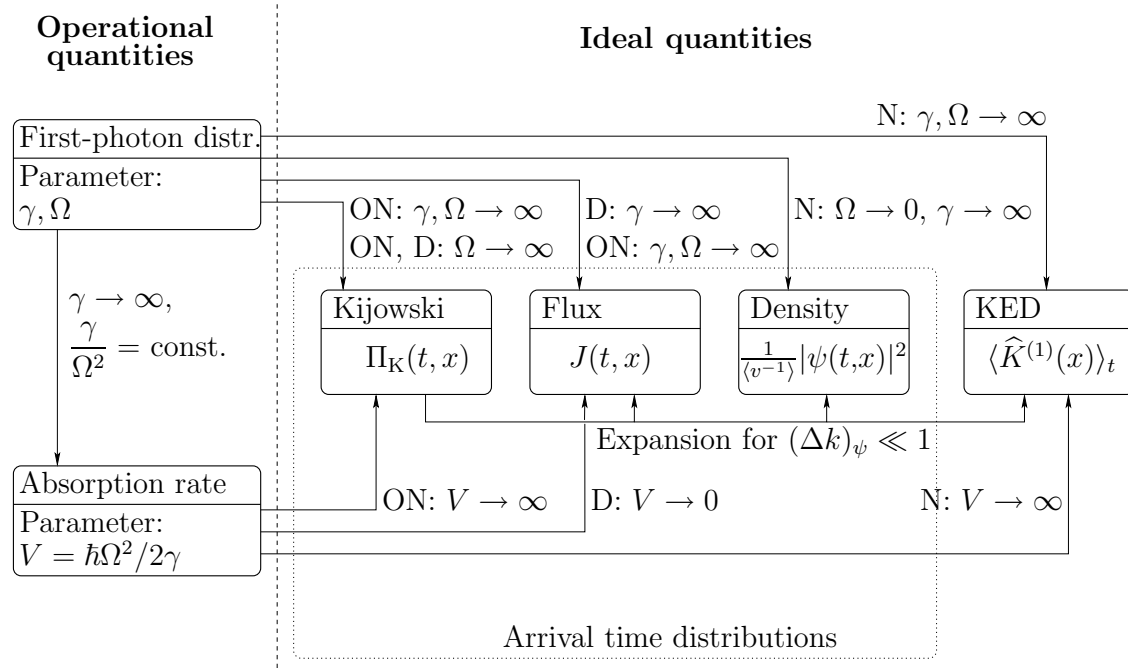 Operational
quantities
Ideal quantities
First-photon distr.
Parameter:
γ, Ω
N: γ, Ω → ∞
ON: γ, Ω → ∞
ON, D: Ω → ∞
D: γ → ∞
ON: γ, Ω → ∞
N: Ω → 0, γ → ∞
γ → ∞,
γ/Ω² = const.
Kijowski
Π_K(t, x)
Flux
J(t, x)
Density
1/⟨v⁻¹⟩ |ψ(t,x)|²
KED
⟨K̂⁽¹⁾(x)⟩_t
Expansion for (Δk)_ψ ≪ 1
Absorption rate
Parameter:
V = ℏΩ²/2γ
ON: V → ∞
D: V → 0
N: V → ∞
Arrival time distributions